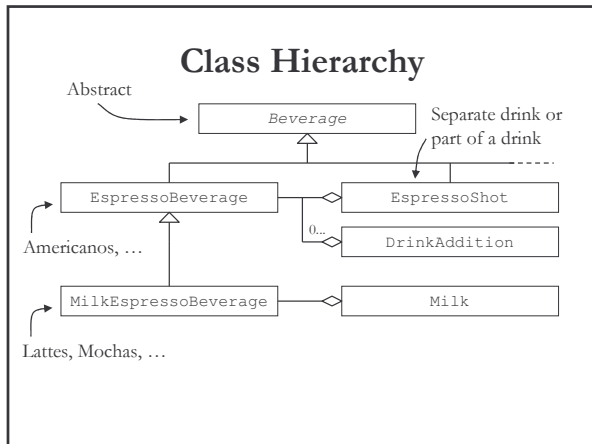 Class Hierarchy
Abstract
Beverage
Separate drink or
part of a drink
EspressoBeverage
EspressoShot
Americanos, …
0...
DrinkAddition
MilkEspressoBeverage
Milk
Lattes, Mochas, …